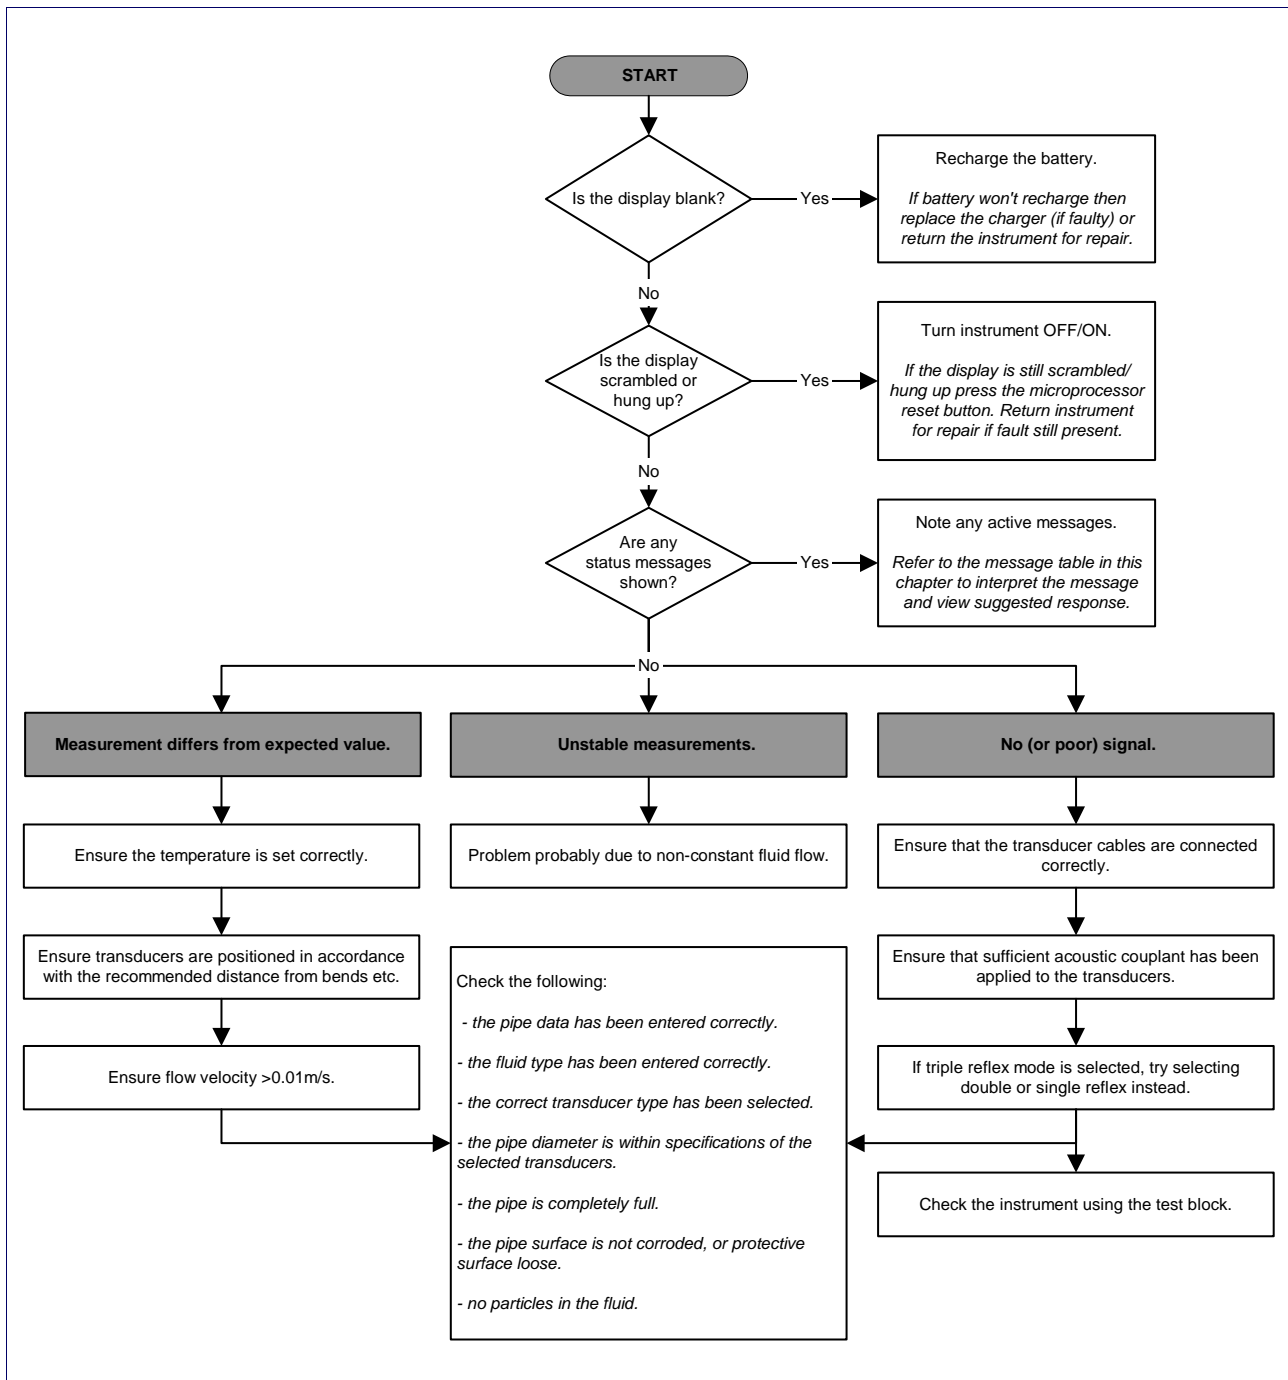 START
Is the display blank?
Yes
Recharge the battery.
If battery won't recharge then
replace the charger (if faulty) or
return the instrument for repair.
No
Is the display
scrambled or
hung up?
Yes
Turn instrument OFF/ON.
If the display is still scrambled/
hung up press the microprocessor
reset button. Return instrument
for repair if fault still present.
No
Are any
status messages
shown?
Yes
Note any active messages.
Refer to the message table in this
chapter to interpret the message
and view suggested response.
No
Measurement differs from expected value.
Ensure the temperature is set correctly.
Ensure transducers are positioned in accordance
with the recommended distance from bends etc.
Ensure flow velocity >0.01m/s.
Unstable measurements.
Problem probably due to non-constant fluid flow.
Check the following:
- the pipe data has been entered correctly.
- the fluid type has been entered correctly.
- the correct transducer type has been selected.
- the pipe diameter is within specifications of the
selected transducers.
- the pipe is completely full.
- the pipe surface is not corroded, or protective
surface loose.
- no particles in the fluid.
No (or poor) signal.
Ensure that the transducer cables are connected
correctly.
Ensure that sufficient acoustic couplant has been
applied to the transducers.
If triple reflex mode is selected, try selecting
double or single reflex instead.
Check the instrument using the test block.